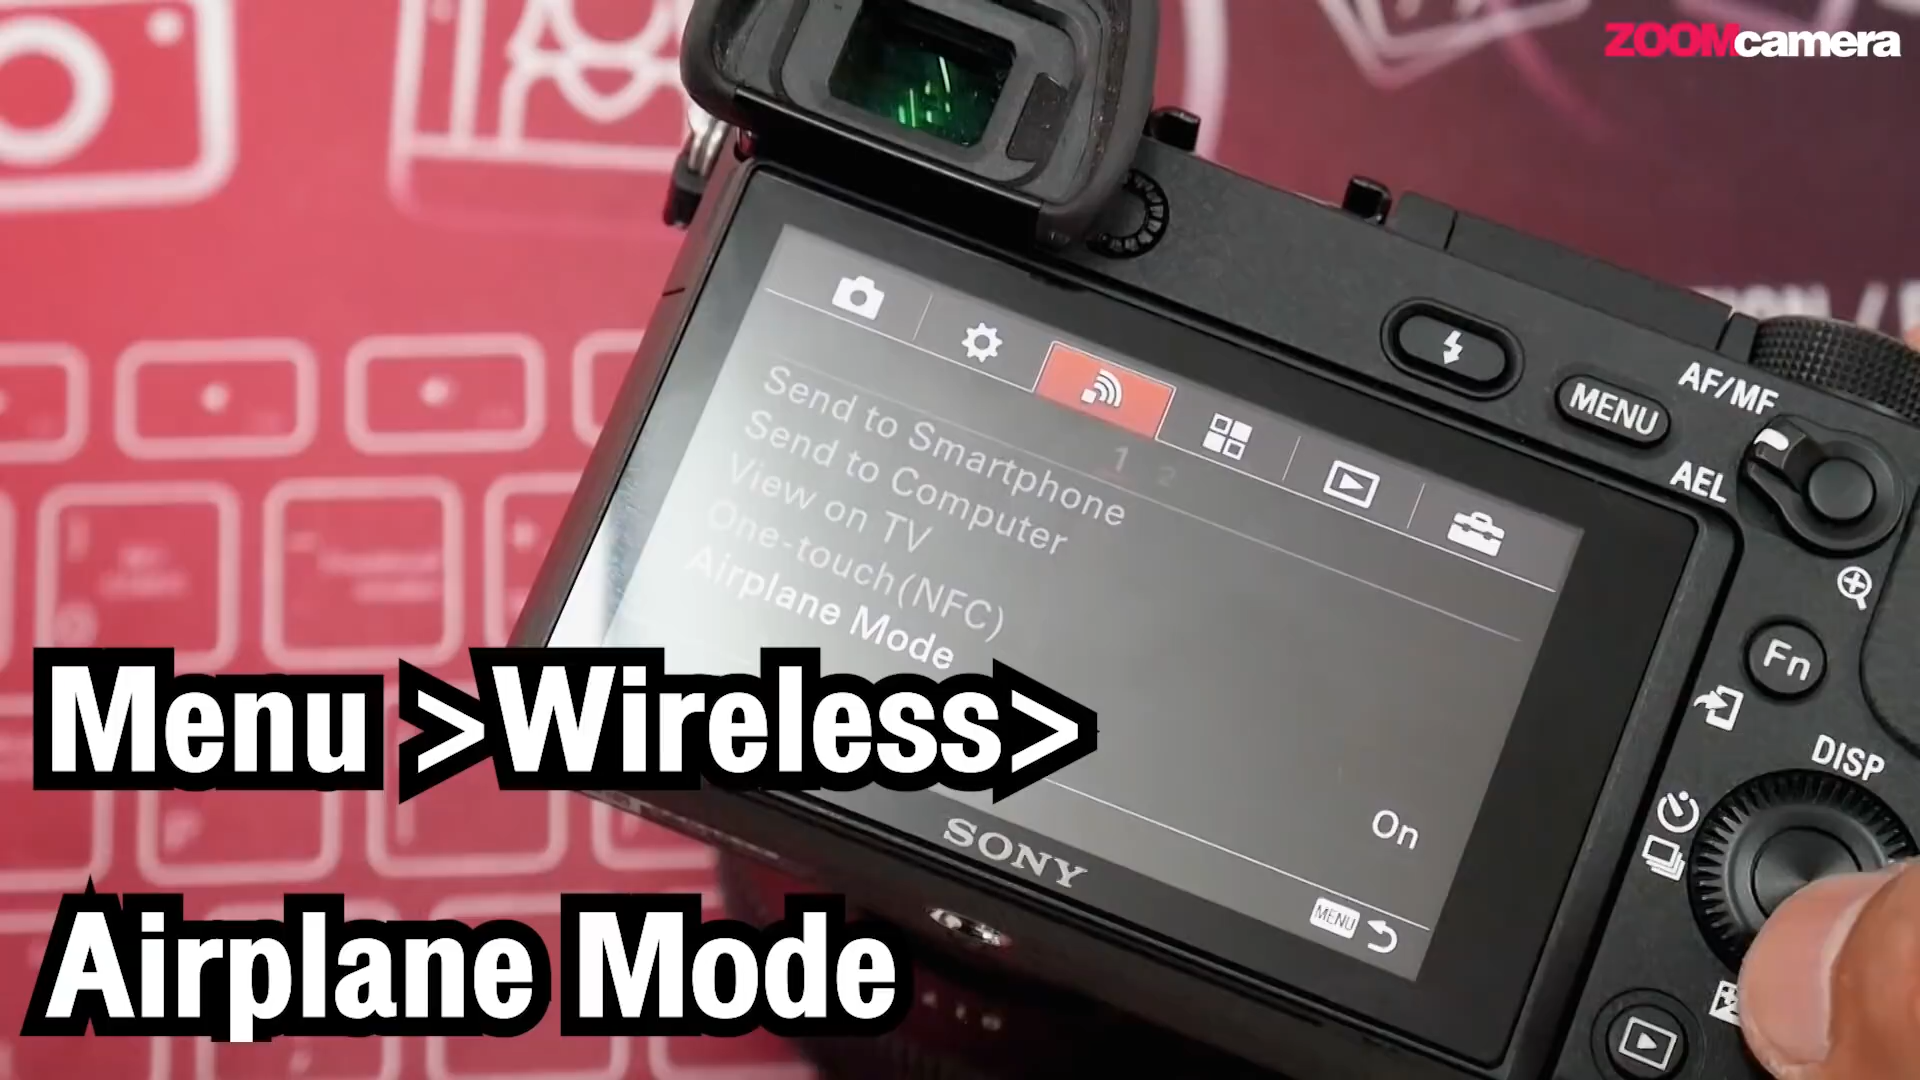 ZOOMcamera
MENU
AF/MF
AEL
Send to Smartphone
1 2
Send to Computer
View on TV
One-touch(NFC)
Airplane Mode
Fn
DISP
On
MENU
SONY
Menu >Wireless>
Airplane Mode